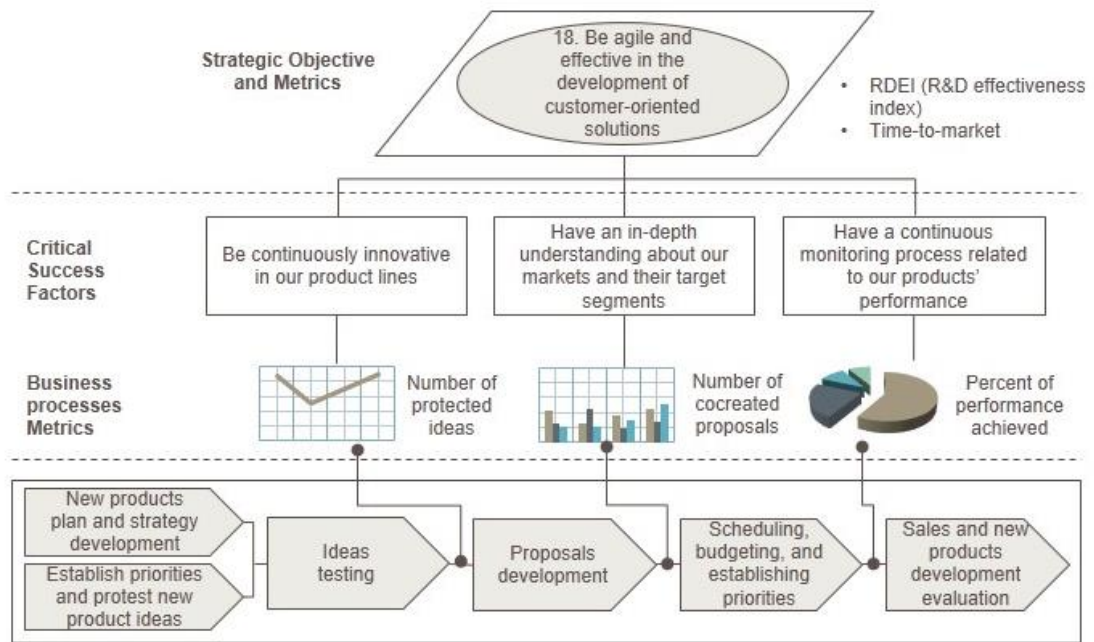 Strategic Objective
and Metrics
18. Be agile and
effective in the
development of
customer-oriented
solutions
• RDEI (R&D effectiveness
index)
• Time-to-market
Critical
Success
Factors
Be continuously innovative
in our product lines
Have an in-depth
understanding about our
markets and their target
segments
Have a continuous
monitoring process related
to our products'
performance
Business
processes
Metrics
Number of
protected
ideas
Number of
cocreated
proposals
Percent of
performance
achieved
New products
plan and strategy
development
Establish priorities
and protest new
product ideas
Ideas
testing
Proposals
development
Scheduling,
budgeting, and
establishing
priorities
Sales and new
products
development
evaluation